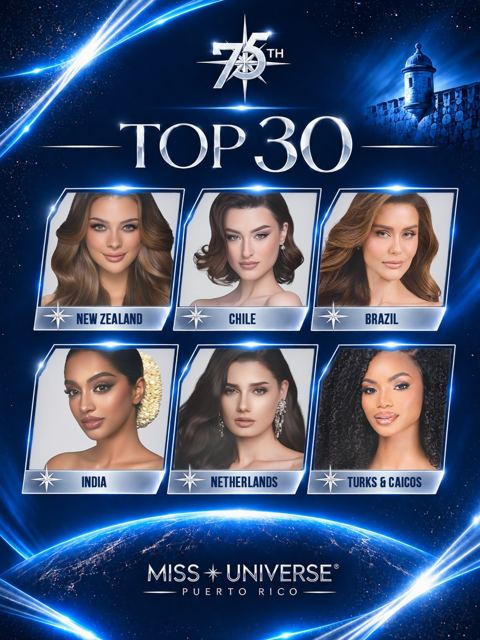 75TH
TOP 30
NEW ZEALAND
CHILE
BRAZIL
INDIA
NETHERLANDS
TURKS & CAICOS
MISS UNIVERSE®
PUERTO RICO